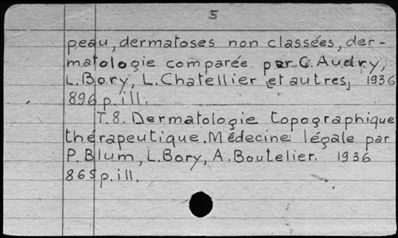 5
peau, dermatoses non classées, der-
matologie comparée par C. Audry,
L. Bory, L. Chatellier et autres, 1936
896 p. ill.
T. 8. Dermatologie topographique
thérapeutique. Médecine légale par
P. Blum, L. Bory, A. Boutelier. 1936
865 p. ill.